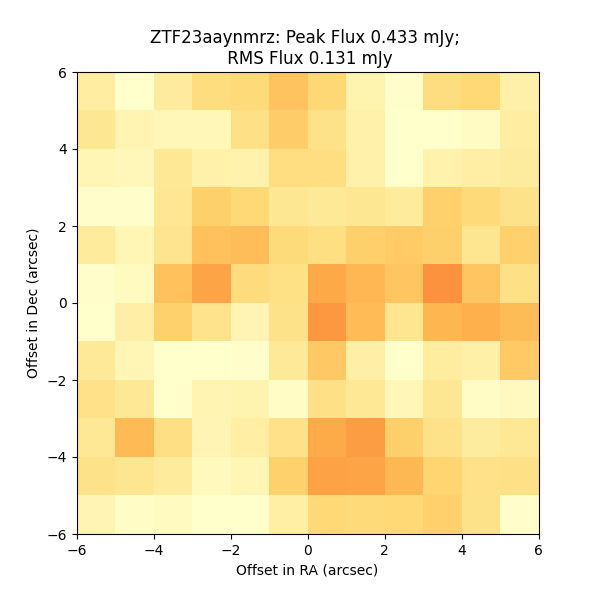 ZTF23aaynmrz: Peak Flux 0.433 mJy;
RMS Flux 0.131 mJy
6
4
2
0
−2
−4
−6
Offset in Dec (arcsec)
−6 −4 −2 0 2 4 6
Offset in RA (arcsec)